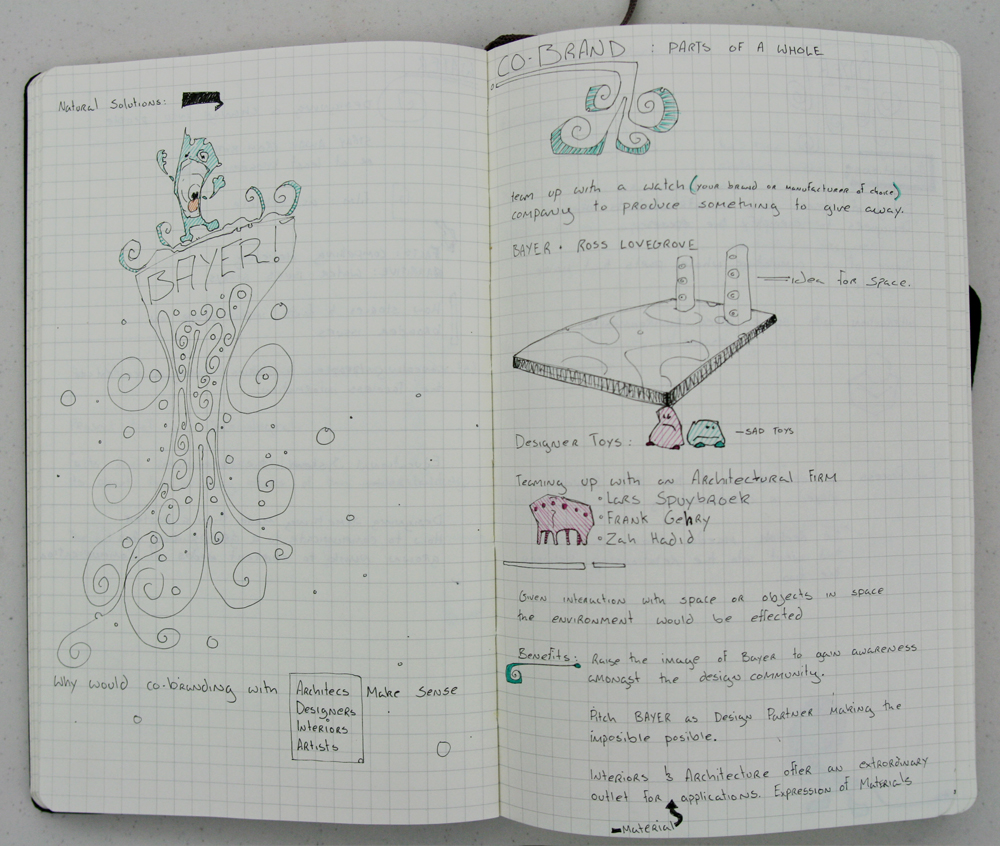 Natural Solutions:
BAYER!
Why would co-branding with Architecs Make Sense
Designers
Interiors
Artists
CO-BRAND : PARTS OF A WHOLE
team up with a watch (your brand or manufacturer of choice)
company to produce something to give away.
BAYER · ROSS LOVEGROVE
idea for space.
Designer Toys: — SAD TOYS
Teaming up with an Architectural Firm
• Lars Spuybroek
• Frank Gehry
• Zah Hadid
Given interaction with space or objects in space
the environment would be effected
Benefits: Raise the image of Bayer to gain awareness
amongst the design community.
Pitch BAYER as Design Partner making the
imposible possible.
Interiors & Architecture offer an extrordinary
outlet for applications. Expression of Materials
Material